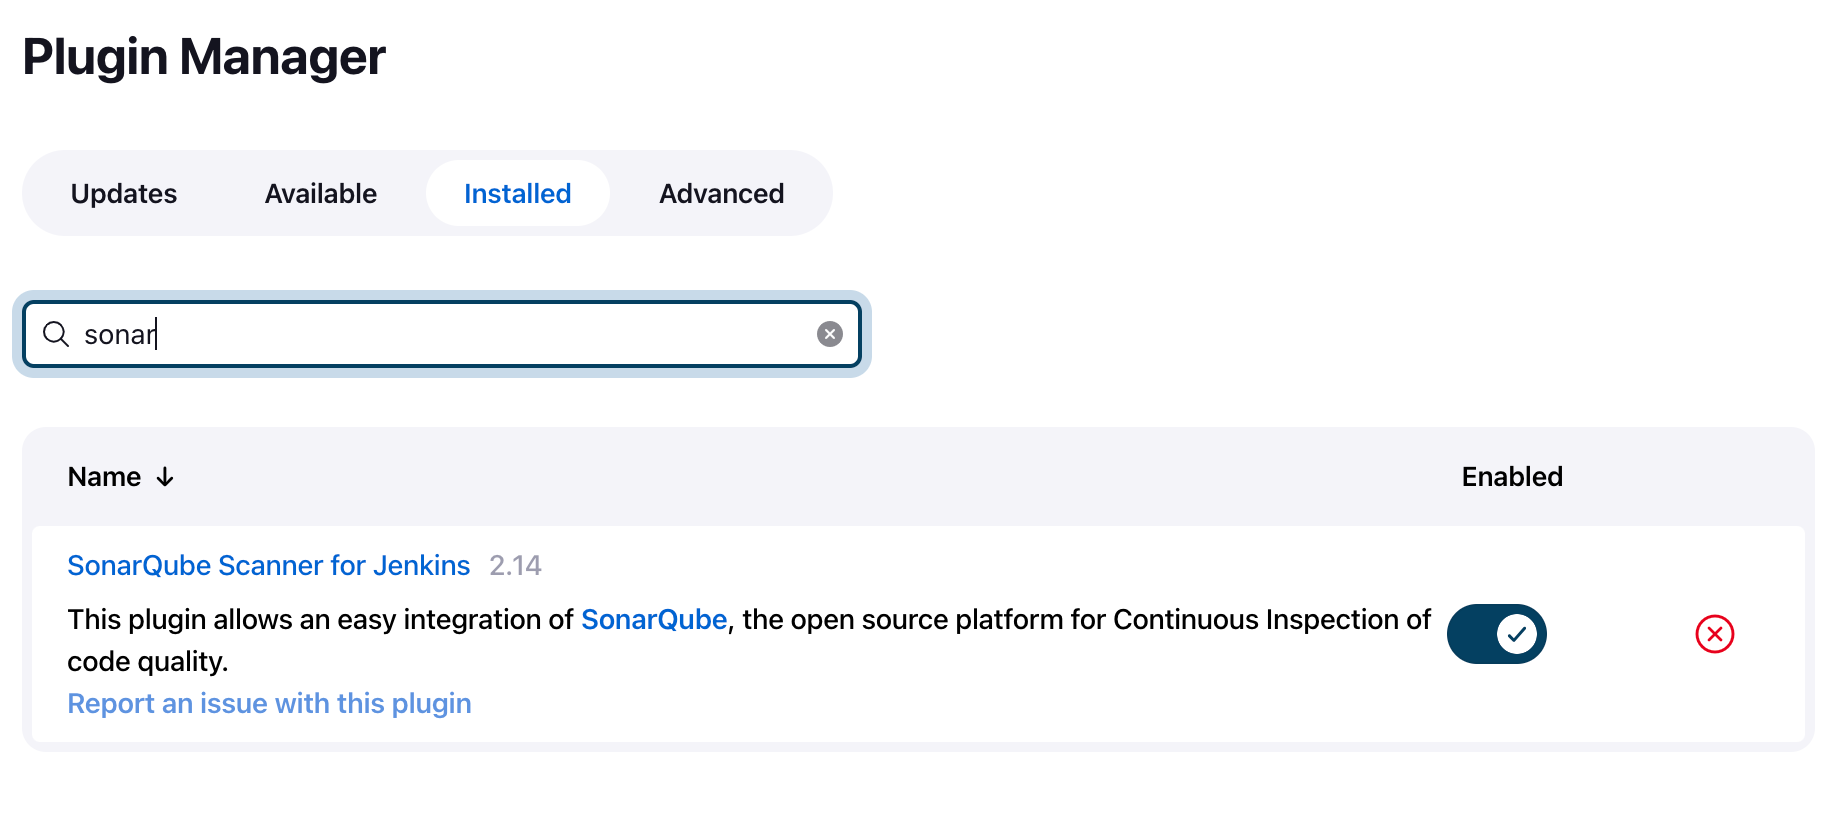 Plugin Manager
Updates Available Installed Advanced
sonar
Name ↓ Enabled
SonarQube Scanner for Jenkins 2.14
This plugin allows an easy integration of SonarQube, the open source platform for Continuous Inspection of
code quality.
Report an issue with this plugin